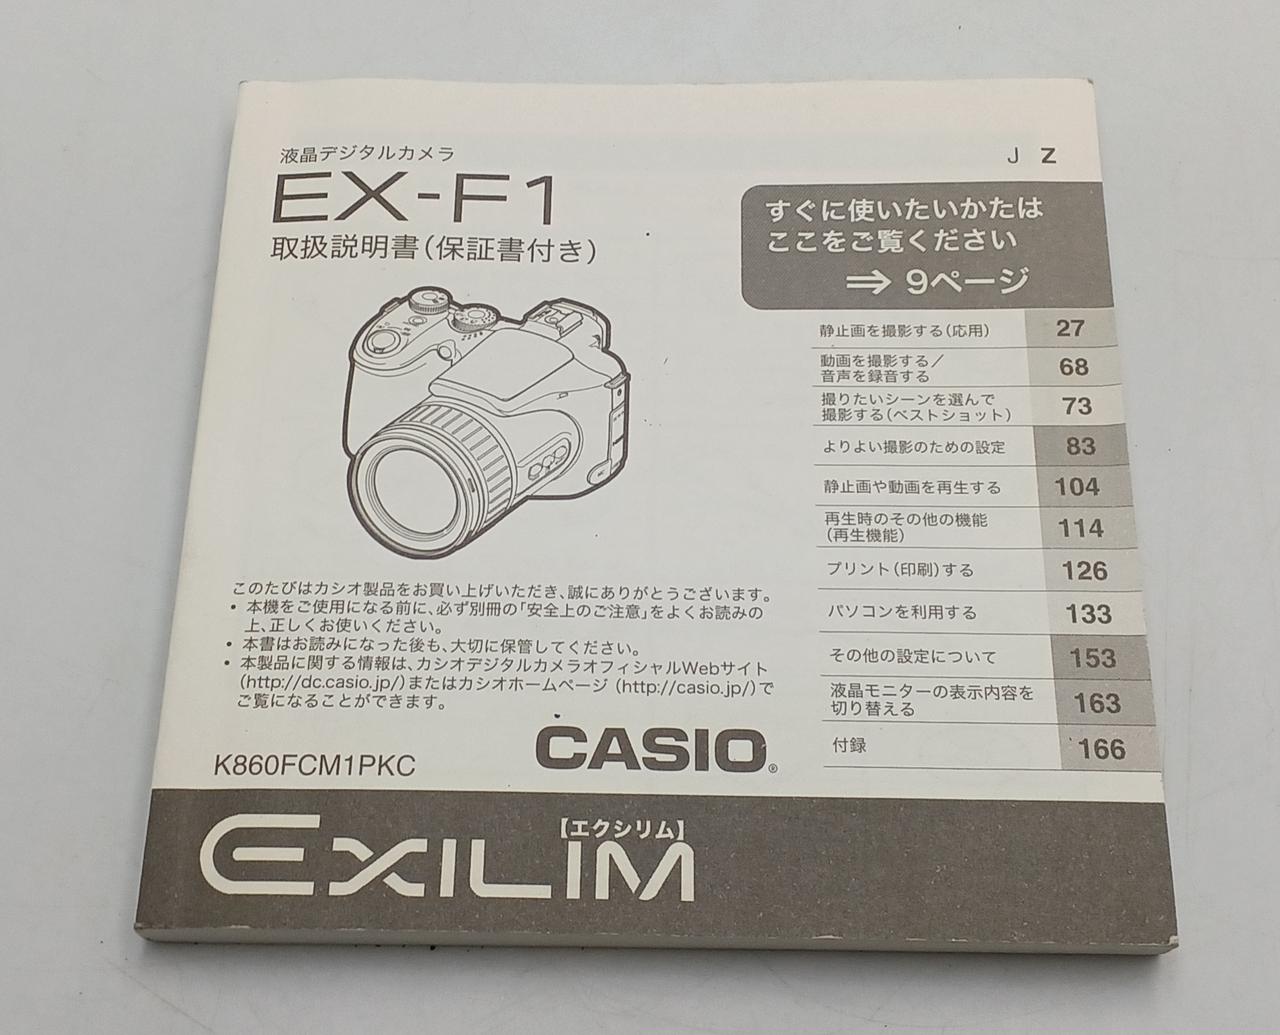 液晶デジタルカメラ
EX-F1
取扱説明書(保証書付き)
J Z
すぐに使いたいかたは
ここをご覧ください
⇒ 9ページ
静止画を撮影する(応用) 27
動画を撮影する/
音声を録音する 68
撮りたいシーンを選んで
撮影する(ベストショット) 73
よりよい撮影のための設定 83
静止画や動画を再生する 104
再生時のその他の機能
(再生機能) 114
プリント(印刷)する 126
パソコンを利用する 133
その他の設定について 153
液晶モニターの表示内容を
切り替える 163
付録 166
このたびはカシオ製品をお買い上げいただき、誠にありがとうございます。
• 本機をご使用になる前に、必ず別冊の「安全上のご注意」をよくお読みの
上、正しくお使いください。
• 本書はお読みになった後も、大切に保管してください。
• 本製品に関する情報は、カシオデジタルカメラオフィシャルWebサイト
(http://dc.casio.jp/)またはカシオホームページ (http://casio.jp/)で
ご覧になることができます。
K860FCM1PKC
CASIO®
【エクシリム】
EXILIM